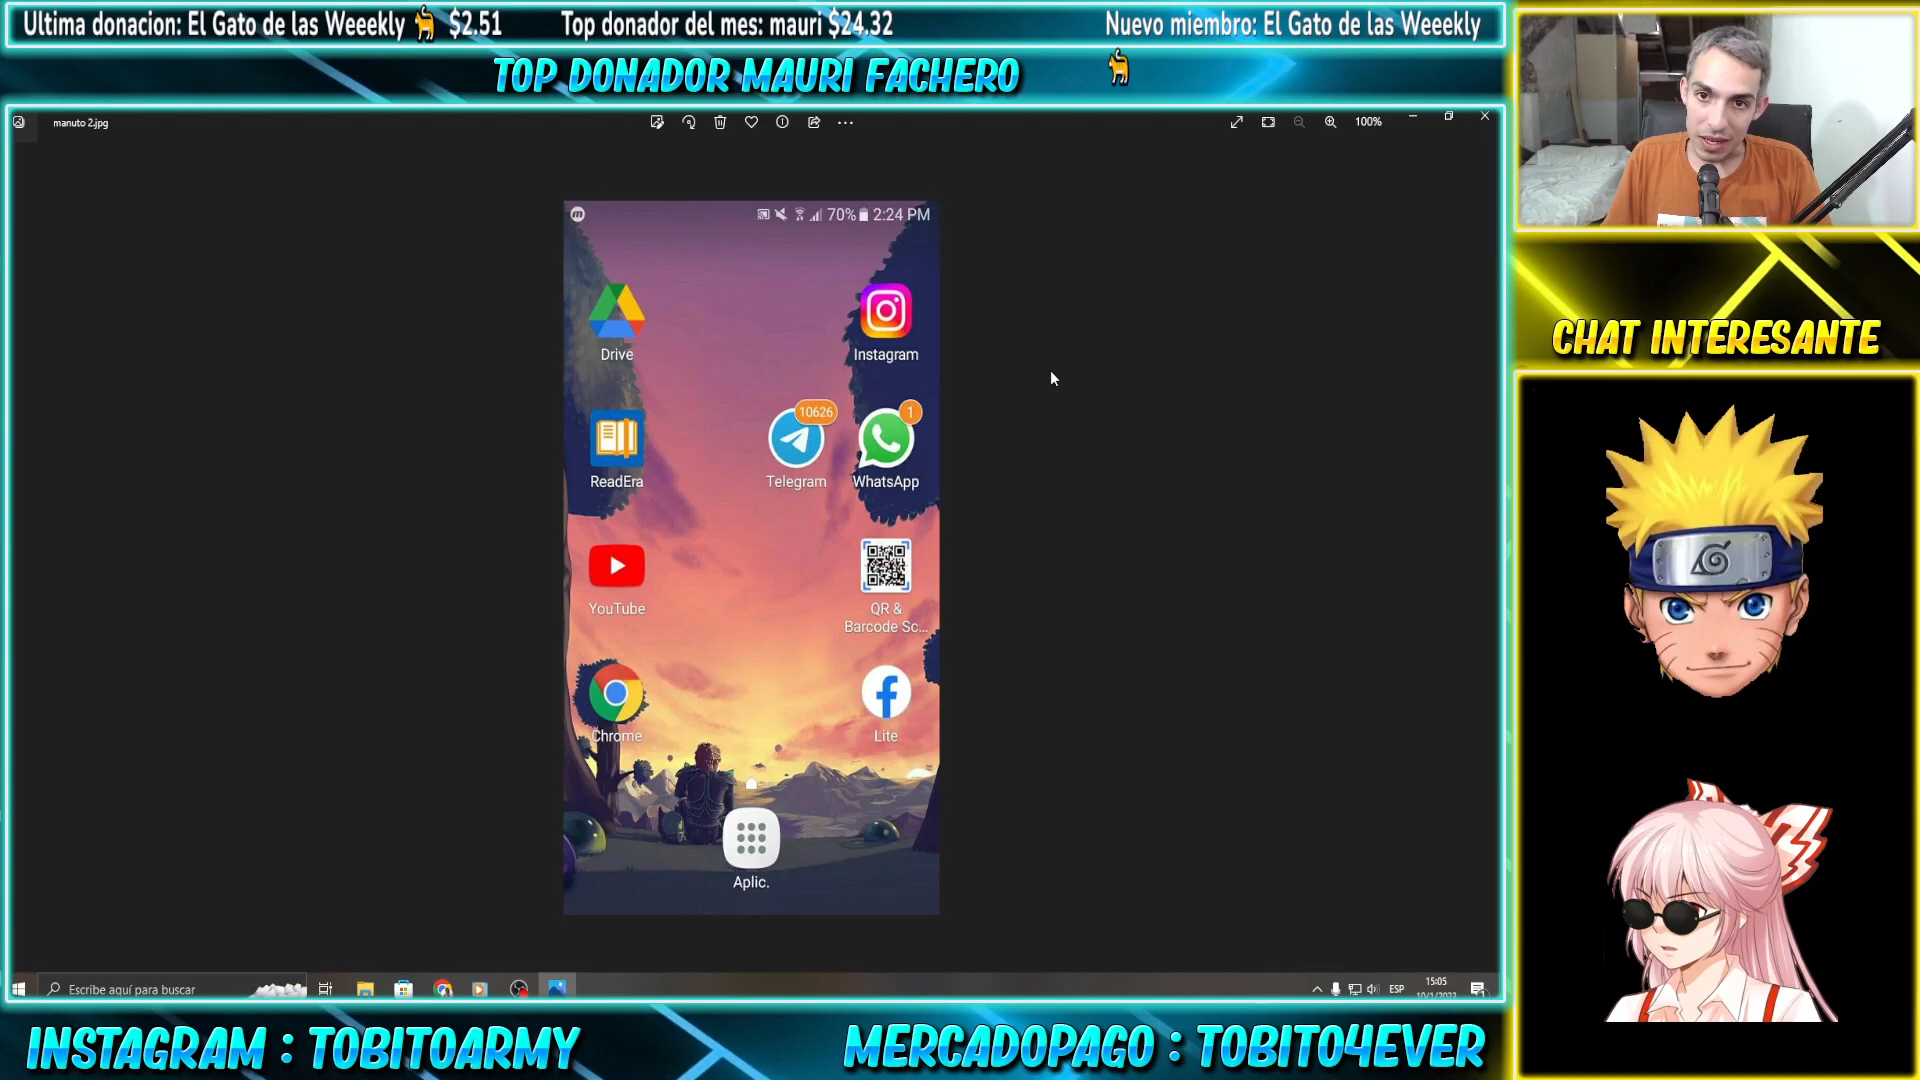 Ultima donacion: El Gato de las Weeekly $2.51
Top donador del mes: mauri $24.32
Nuevo miembro: El Gato de las Weeekly
TOP DONADOR MAURI FACHERO
manuto 2.jpg
100%
70% 2:24 PM
Drive
Instagram
10626
1
ReadEra
Telegram
WhatsApp
YouTube
QR &
Barcode Sc...
Chrome
Lite
Aplic.
CHAT INTERESANTE
Escribe aquí para buscar
ESP
15:05
INSTAGRAM : TOBITOARMY
MERCADOPAGO : TOBITO4EVER